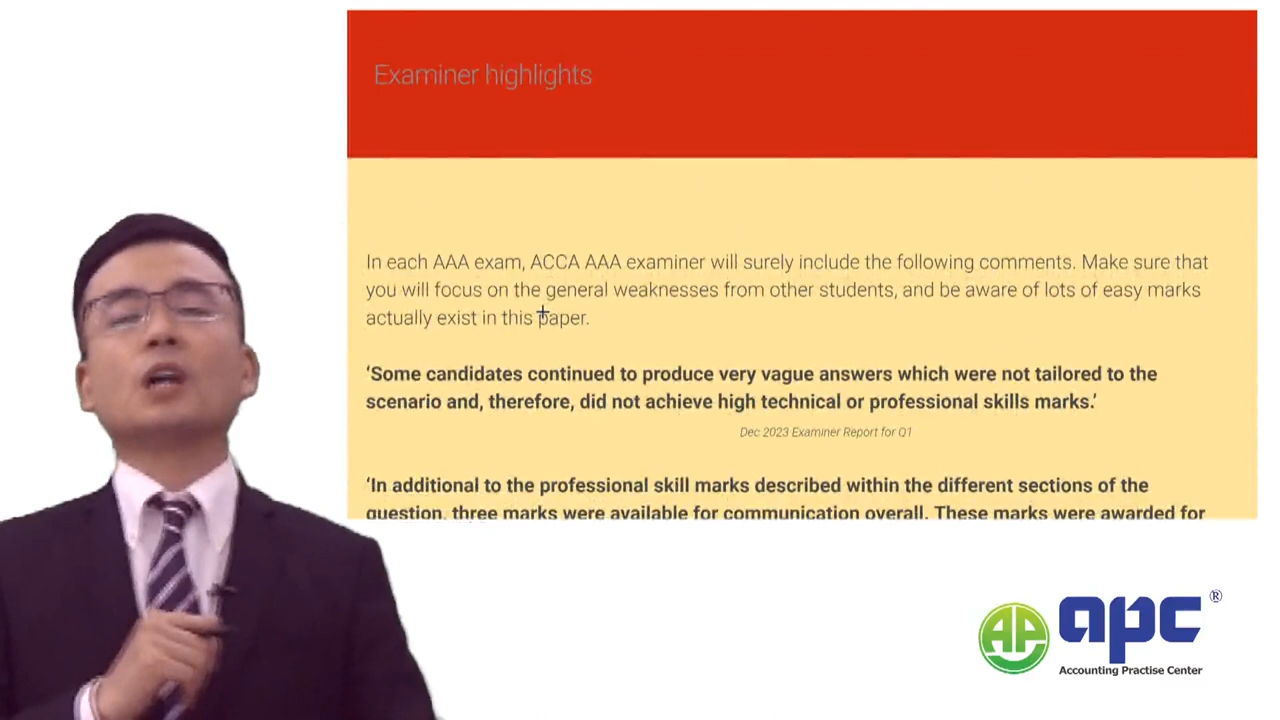 Examiner highlights
In each AAA exam, ACCA AAA examiner will surely include the following comments. Make sure that
you will focus on the general weaknesses from other students, and be aware of lots of easy marks
actually exist in this paper.
‘Some candidates continued to produce very vague answers which were not tailored to the
scenario and, therefore, did not achieve high technical or professional skills marks.’
Dec 2023 Examiner Report for Q1
‘In additional to the professional skill marks described within the different sections of the
question, three marks were available for communication overall. These marks were awarded for
AP
apc ®
Accounting Practise Center